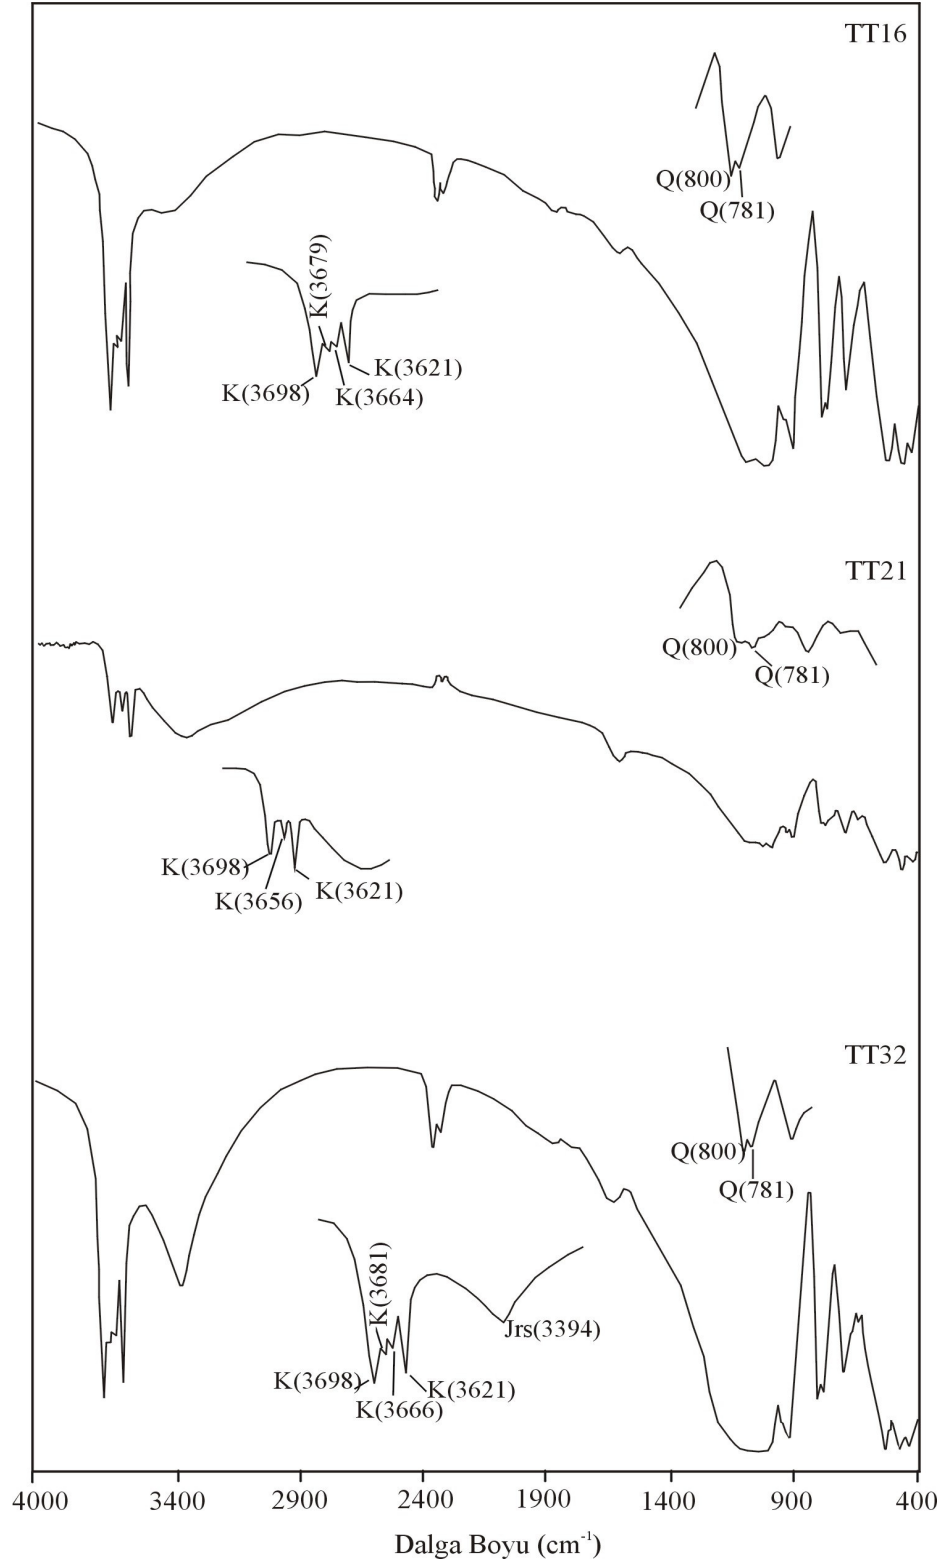 TT16
Q(800)
Q(781)
K(3679)
K(3621)
K(3698)
K(3664)
TT21
Q(800)
Q(781)
K(3698)
K(3621)
K(3656)
TT32
Q(800)
Q(781)
K(3681)
Jrs(3394)
K(3698)
K(3621)
K(3666)
4000 3400 2900 2400 1900 1400 900 400
Dalga Boyu (cm⁻¹)